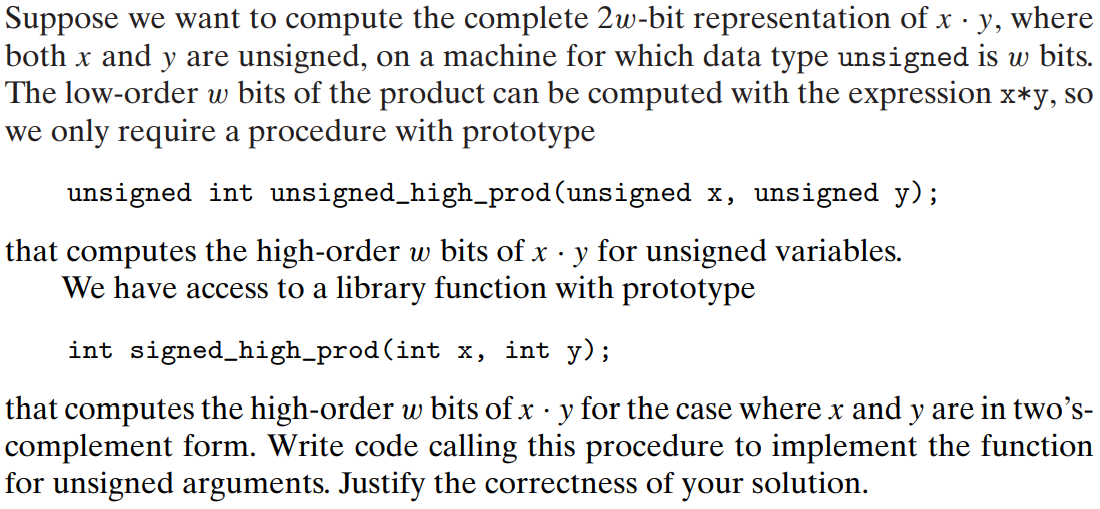 Suppose we want to compute the complete 2w-bit representation of x · y, where
both x and y are unsigned, on a machine for which data type unsigned is w bits.
The low-order w bits of the product can be computed with the expression x*y, so
we only require a procedure with prototype
unsigned int unsigned_high_prod(unsigned x, unsigned y);
that computes the high-order w bits of x · y for unsigned variables.
We have access to a library function with prototype
int signed_high_prod(int x, int y);
that computes the high-order w bits of x · y for the case where x and y are in two's-
complement form. Write code calling this procedure to implement the function
for unsigned arguments. Justify the correctness of your solution.